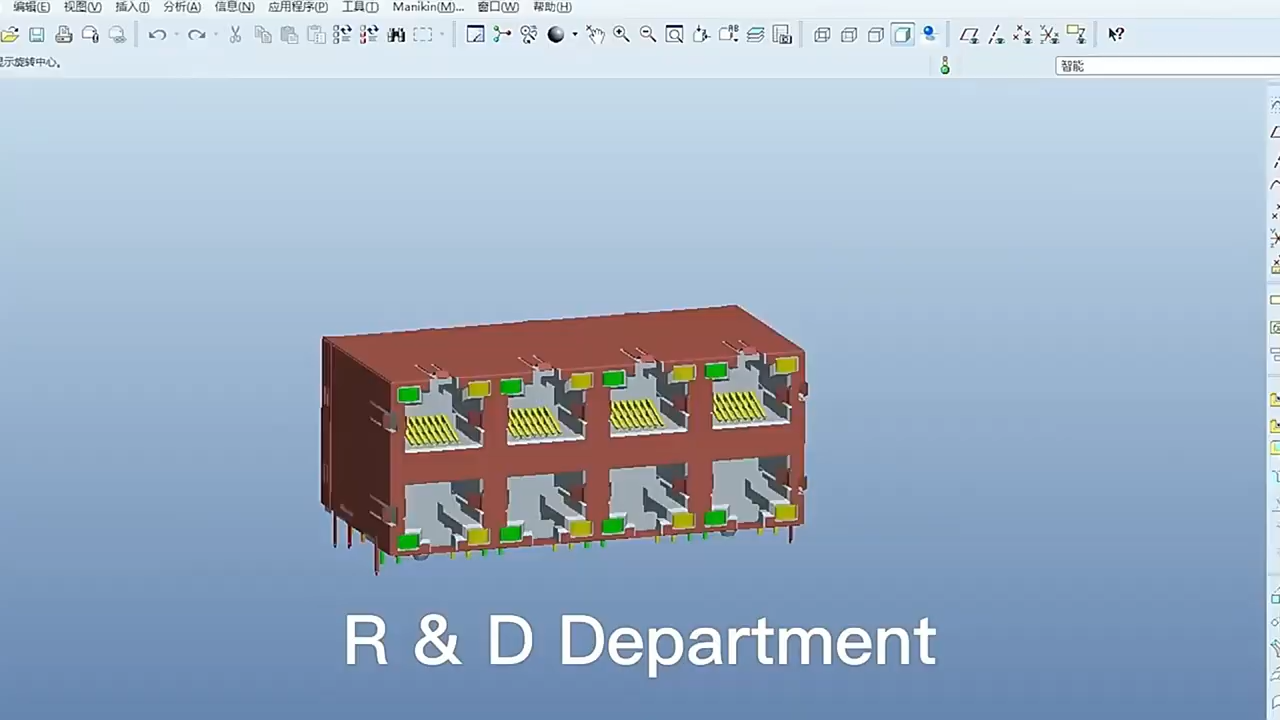 编辑(E) 视图(V) 插入(I) 分析(A) 信息(N) 应用程序(P) 工具(T) Manikin(M)... 窗口(W) 帮助(H)
显示旋转中心。
智能
R & D Department